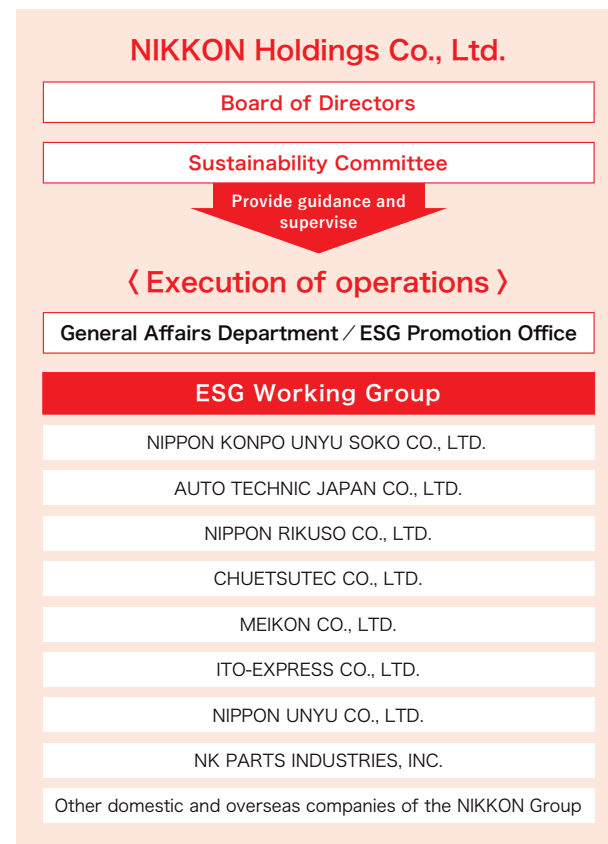 NIKKON Holdings Co., Ltd.
Board of Directors
Sustainability Committee
Provide guidance and
supervise
〈Execution of operations〉
General Affairs Department／ESG Promotion Office
ESG Working Group
NIPPON KONPO UNYU SOKO CO., LTD.
AUTO TECHNIC JAPAN CO., LTD.
NIPPON RIKUSO CO., LTD.
CHUETSUTEC CO., LTD.
MEIKON CO., LTD.
ITO-EXPRESS CO., LTD.
NIPPON UNYU CO., LTD.
NK PARTS INDUSTRIES, INC.
Other domestic and overseas companies of the NIKKON Group